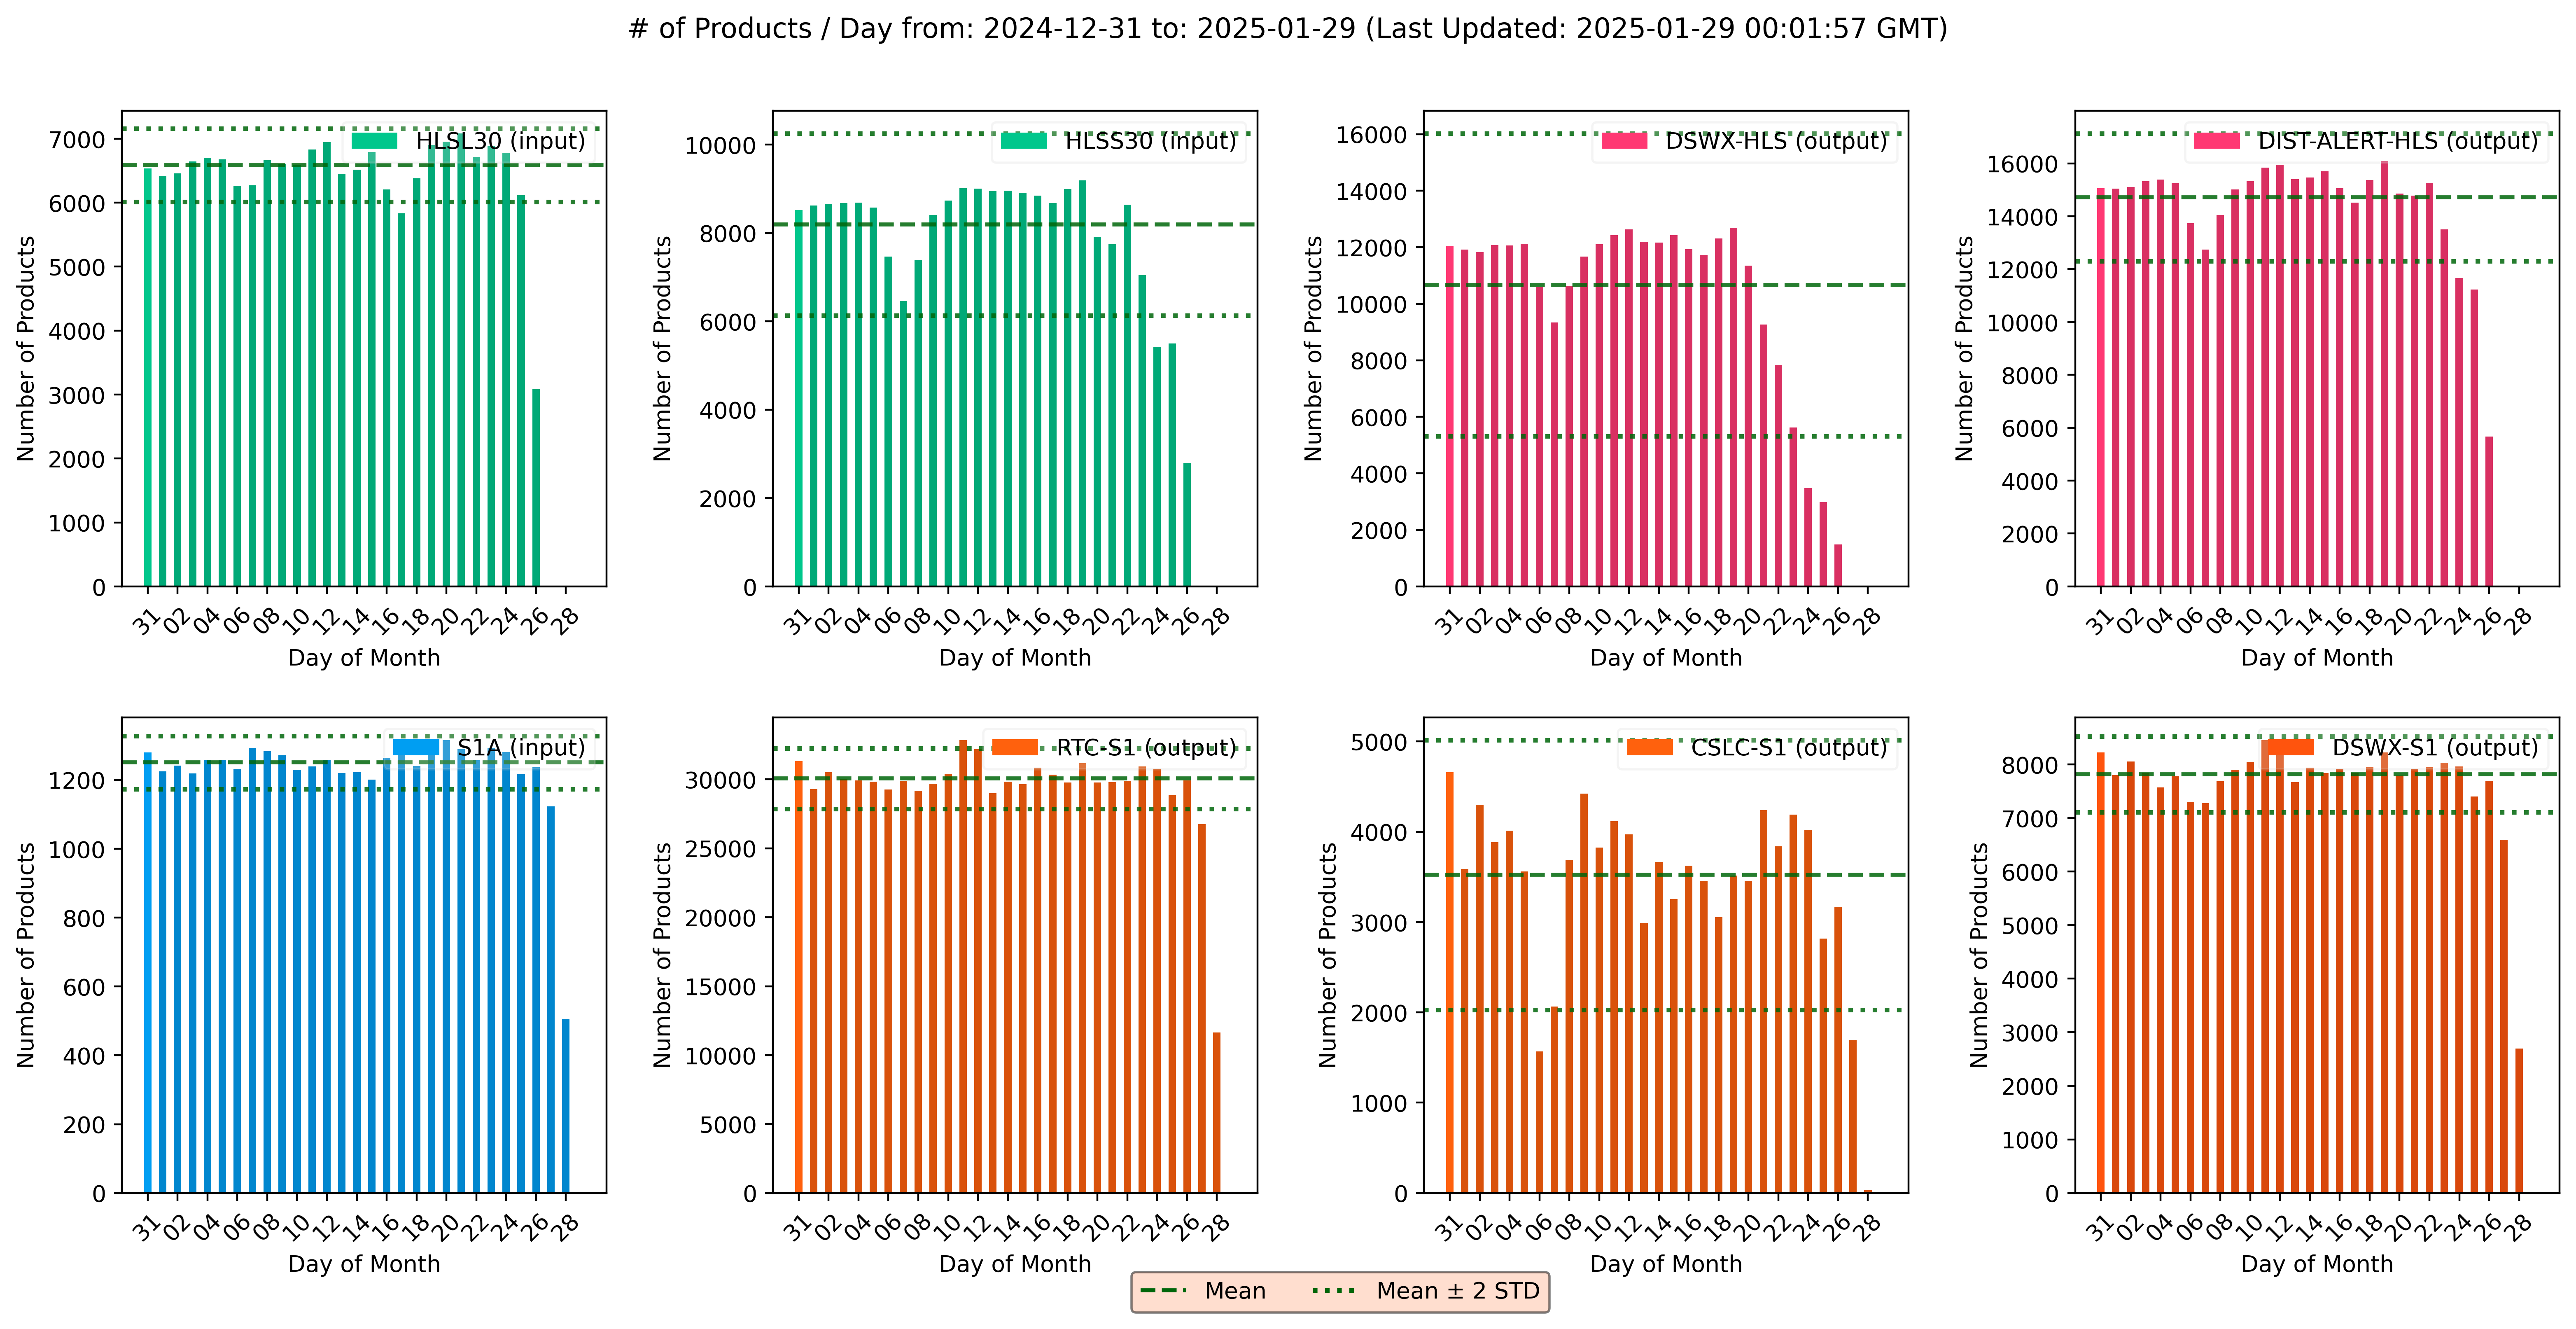 # of Products / Day from: 2024-12-31 to: 2025-01-29 (Last Updated: 2025-01-29 00:01:57 GMT)
HLSL30 (input)
Number of Products
7000
6000
5000
4000
3000
2000
1000
0
31 02 04 06 08 10 12 14 16 18 20 22 24 26 28
Day of Month
HLSS30 (input)
Number of Products
10000
8000
6000
4000
2000
0
31 02 04 06 08 10 12 14 16 18 20 22 24 26 28
Day of Month
DSWX-HLS (output)
Number of Products
16000
14000
12000
10000
8000
6000
4000
2000
0
31 02 04 06 08 10 12 14 16 18 20 22 24 26 28
Day of Month
DIST-ALERT-HLS (output)
Number of Products
16000
14000
12000
10000
8000
6000
4000
2000
0
31 02 04 06 08 10 12 14 16 18 20 22 24 26 28
Day of Month
S1A (input)
Number of Products
1200
1000
800
600
400
200
0
31 02 04 06 08 10 12 14 16 18 20 22 24 26 28
Day of Month
RTC-S1 (output)
Number of Products
30000
25000
20000
15000
10000
5000
0
31 02 04 06 08 10 12 14 16 18 20 22 24 26 28
Day of Month
CSLC-S1 (output)
Number of Products
5000
4000
3000
2000
1000
0
31 02 04 06 08 10 12 14 16 18 20 22 24 26 28
Day of Month
DSWX-S1 (output)
Number of Products
8000
7000
6000
5000
4000
3000
2000
1000
0
31 02 04 06 08 10 12 14 16 18 20 22 24 26 28
Day of Month
Mean
Mean ± 2 STD